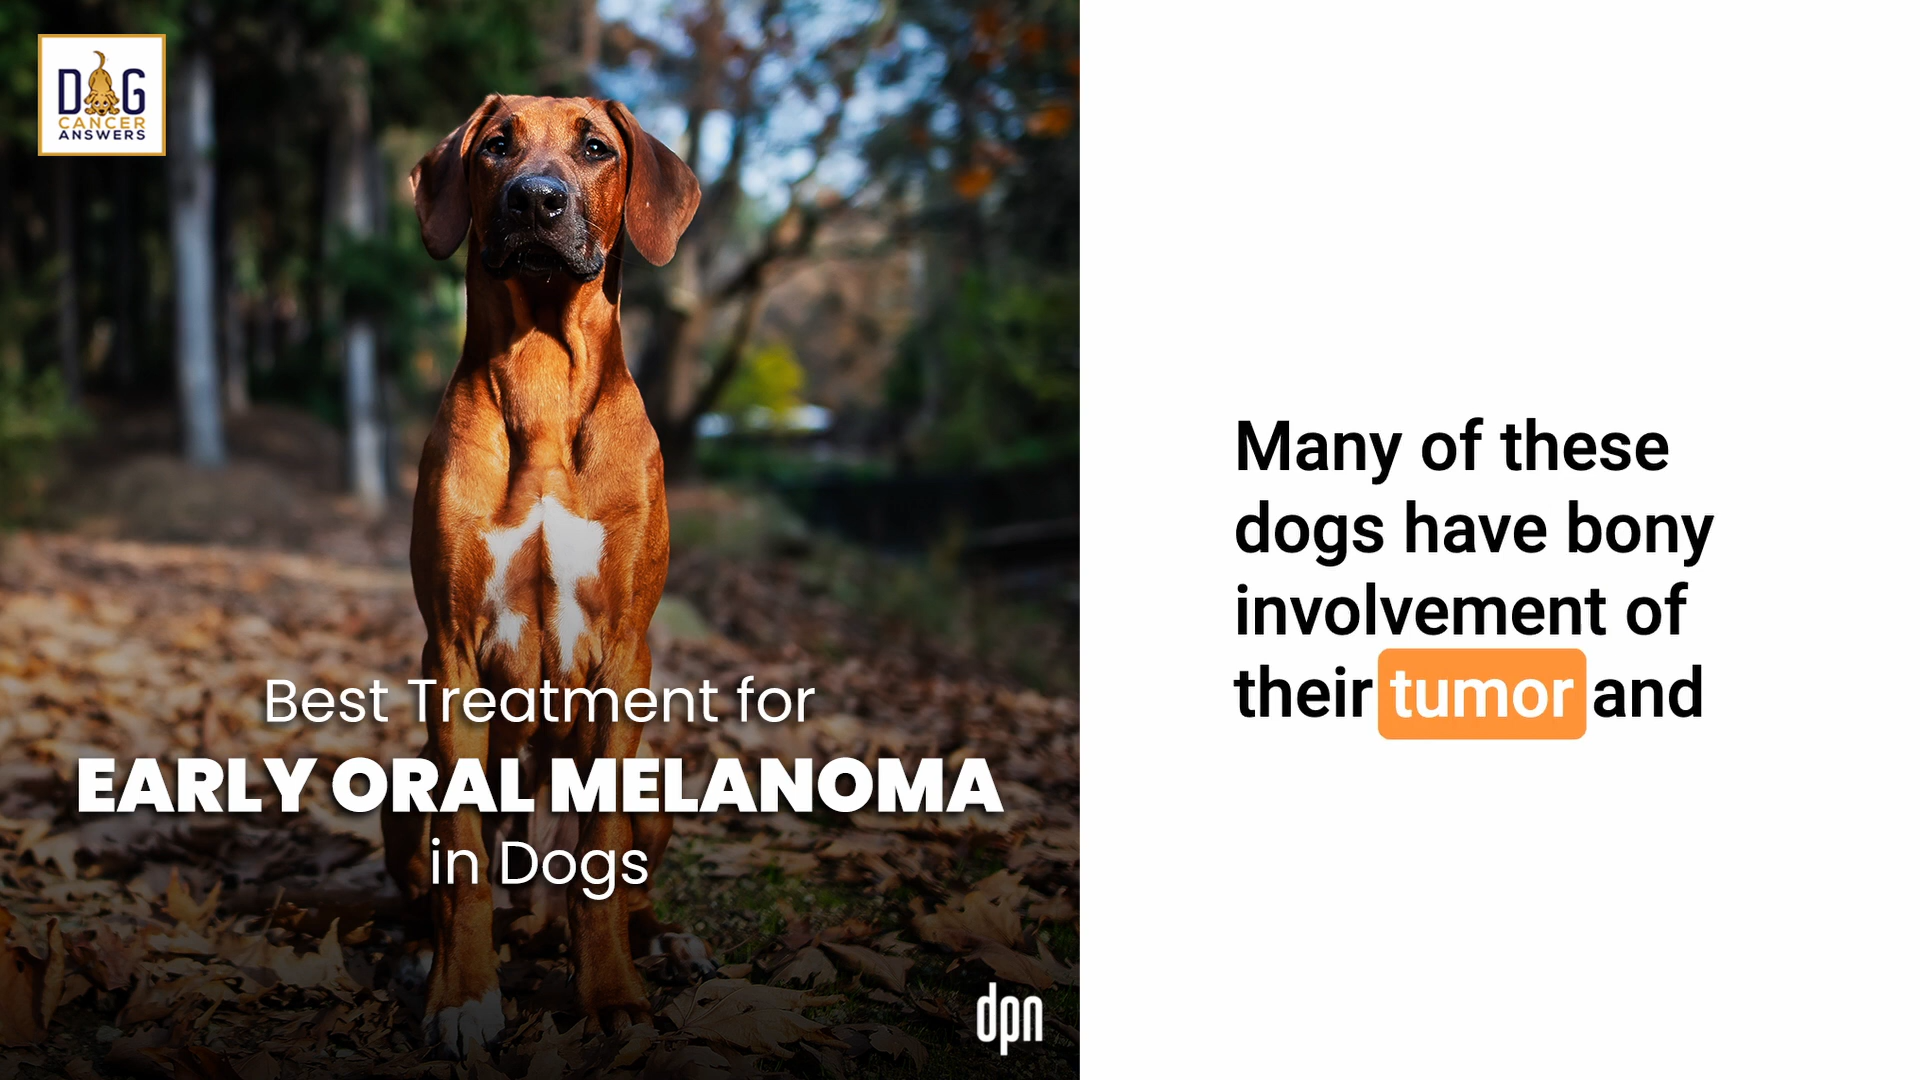 DOG
CANCER
ANSWERS
Best Treatment for
EARLY ORAL MELANOMA
in Dogs
dpn
Many of these
dogs have bony
involvement of
their tumor and